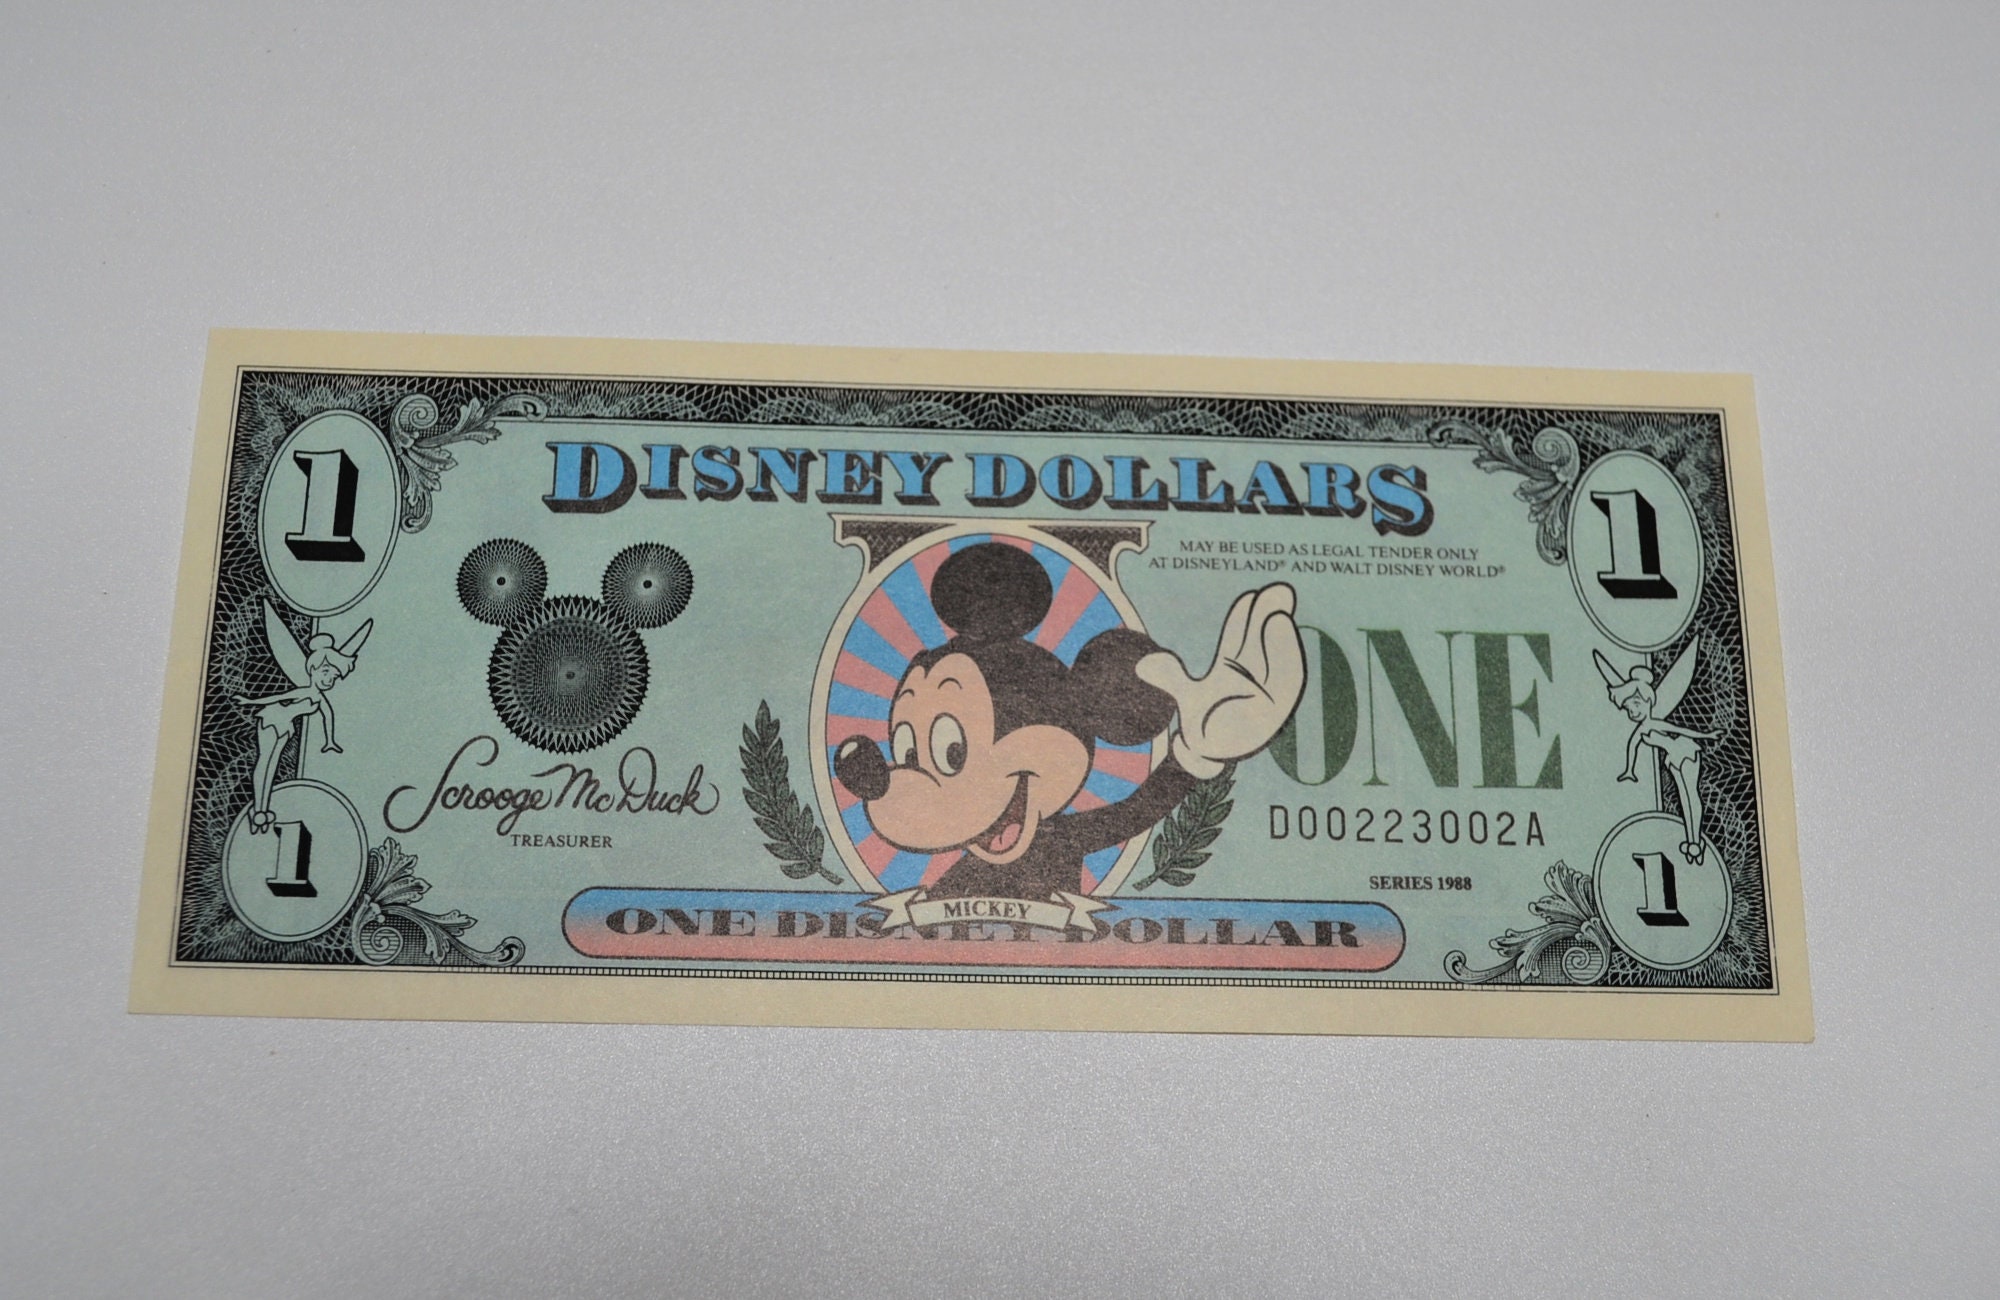 1
1
DISNEY DOLLARS
MAY BE USED AS LEGAL TENDER ONLY
AT DISNEYLAND® AND WALT DISNEY WORLD®
ONE
Scrooge McDuck
TREASURER
D00223002A
SERIES 1988
1
1
MICKEY
ONE DISNEY DOLLAR